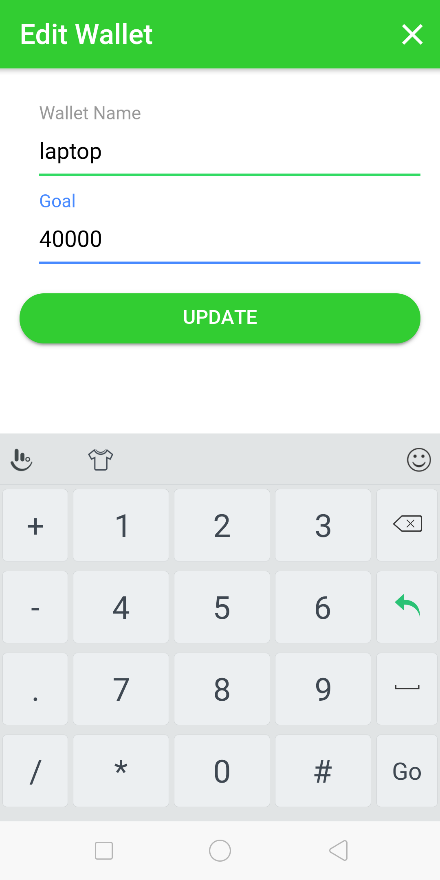 Edit Wallet
Wallet Name
laptop
Goal
40000
UPDATE
+ 1 2 3
- 4 5 6
. 7 8 9
/ * 0 # Go